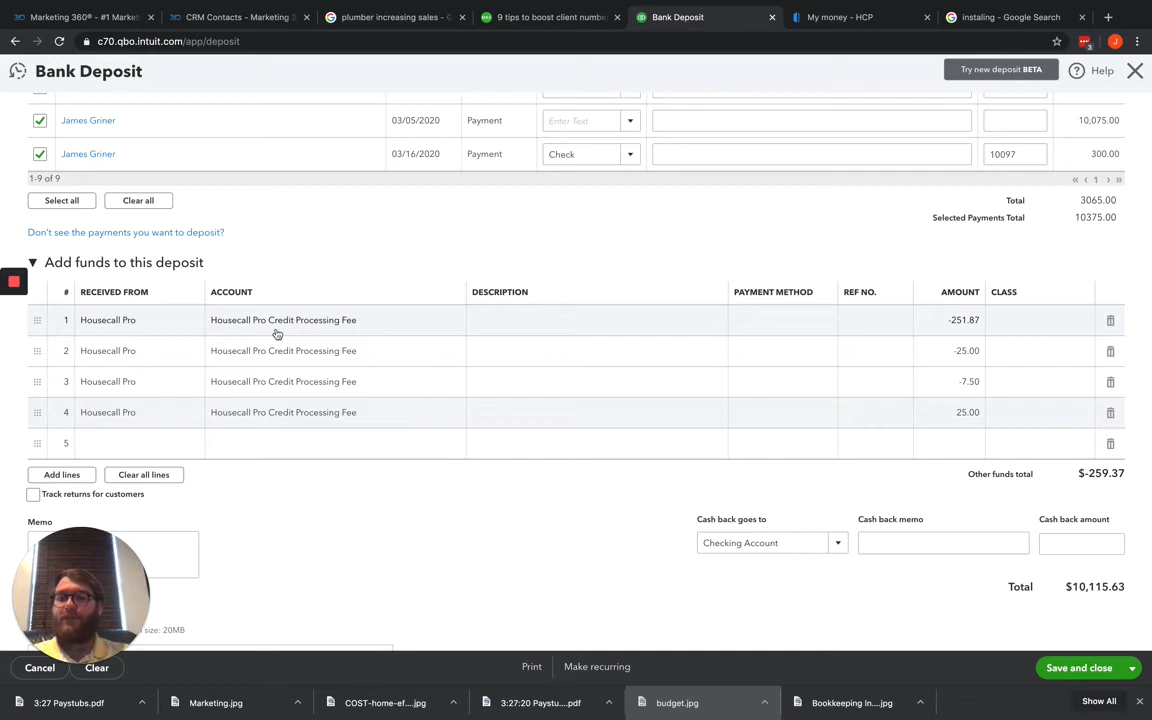 Marketing 360® - #1 Market
CRM Contacts - Marketing 3
plumber increasing sales - G
9 tips to boost client number
Bank Deposit
My money - HCP
instaling - Google Search
c70.qbo.intuit.com/app/deposit
Bank Deposit
Try new deposit BETA
Help
James Griner 03/05/2020 Payment Enter Text 10,075.00
James Griner 03/16/2020 Payment Check 10097 300.00
1-9 of 9 « ‹ 1 › »
Select all Clear all Total 3065.00
Selected Payments Total 10375.00
Don't see the payments you want to deposit?
Add funds to this deposit
# RECEIVED FROM ACCOUNT DESCRIPTION PAYMENT METHOD REF NO. AMOUNT CLASS
1 Housecall Pro Housecall Pro Credit Processing Fee -251.87
2 Housecall Pro Housecall Pro Credit Processing Fee -25.00
3 Housecall Pro Housecall Pro Credit Processing Fee -7.50
4 Housecall Pro Housecall Pro Credit Processing Fee 25.00
5
Add lines Clear all lines Other funds total $-259.37
Track returns for customers
Memo Cash back goes to Cash back memo Cash back amount
Checking Account
Total $10,115.63
size: 20MB
Cancel Clear Print Make recurring Save and close
3:27 Paystubs.pdf Marketing.jpg COST-home-ef....jpg 3:27:20 Paystu....pdf budget.jpg Bookkeeping In....jpg Show All